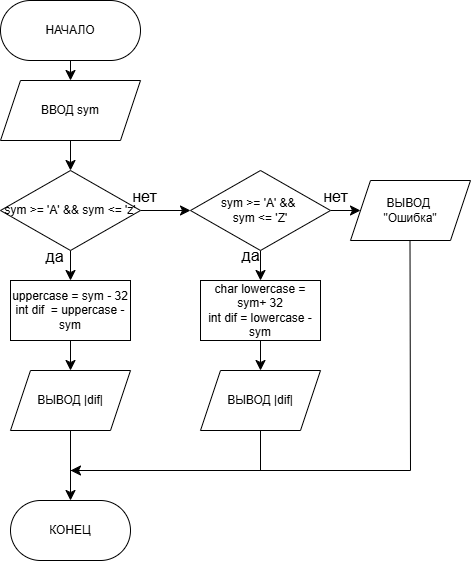 НАЧАЛО
ВВОД sym
sym >= 'A' && sym <= 'z'
нет
да
sym >= 'A' &&
sym <= 'Z'
нет
да
ВЫВОД
"Ошибка"
uppercase = sym - 32
int dif = uppercase -
sym
char lowercase =
sym+ 32
int dif = lowercase -
sym
ВЫВОД |dif|
ВЫВОД |dif|
КОНЕЦ